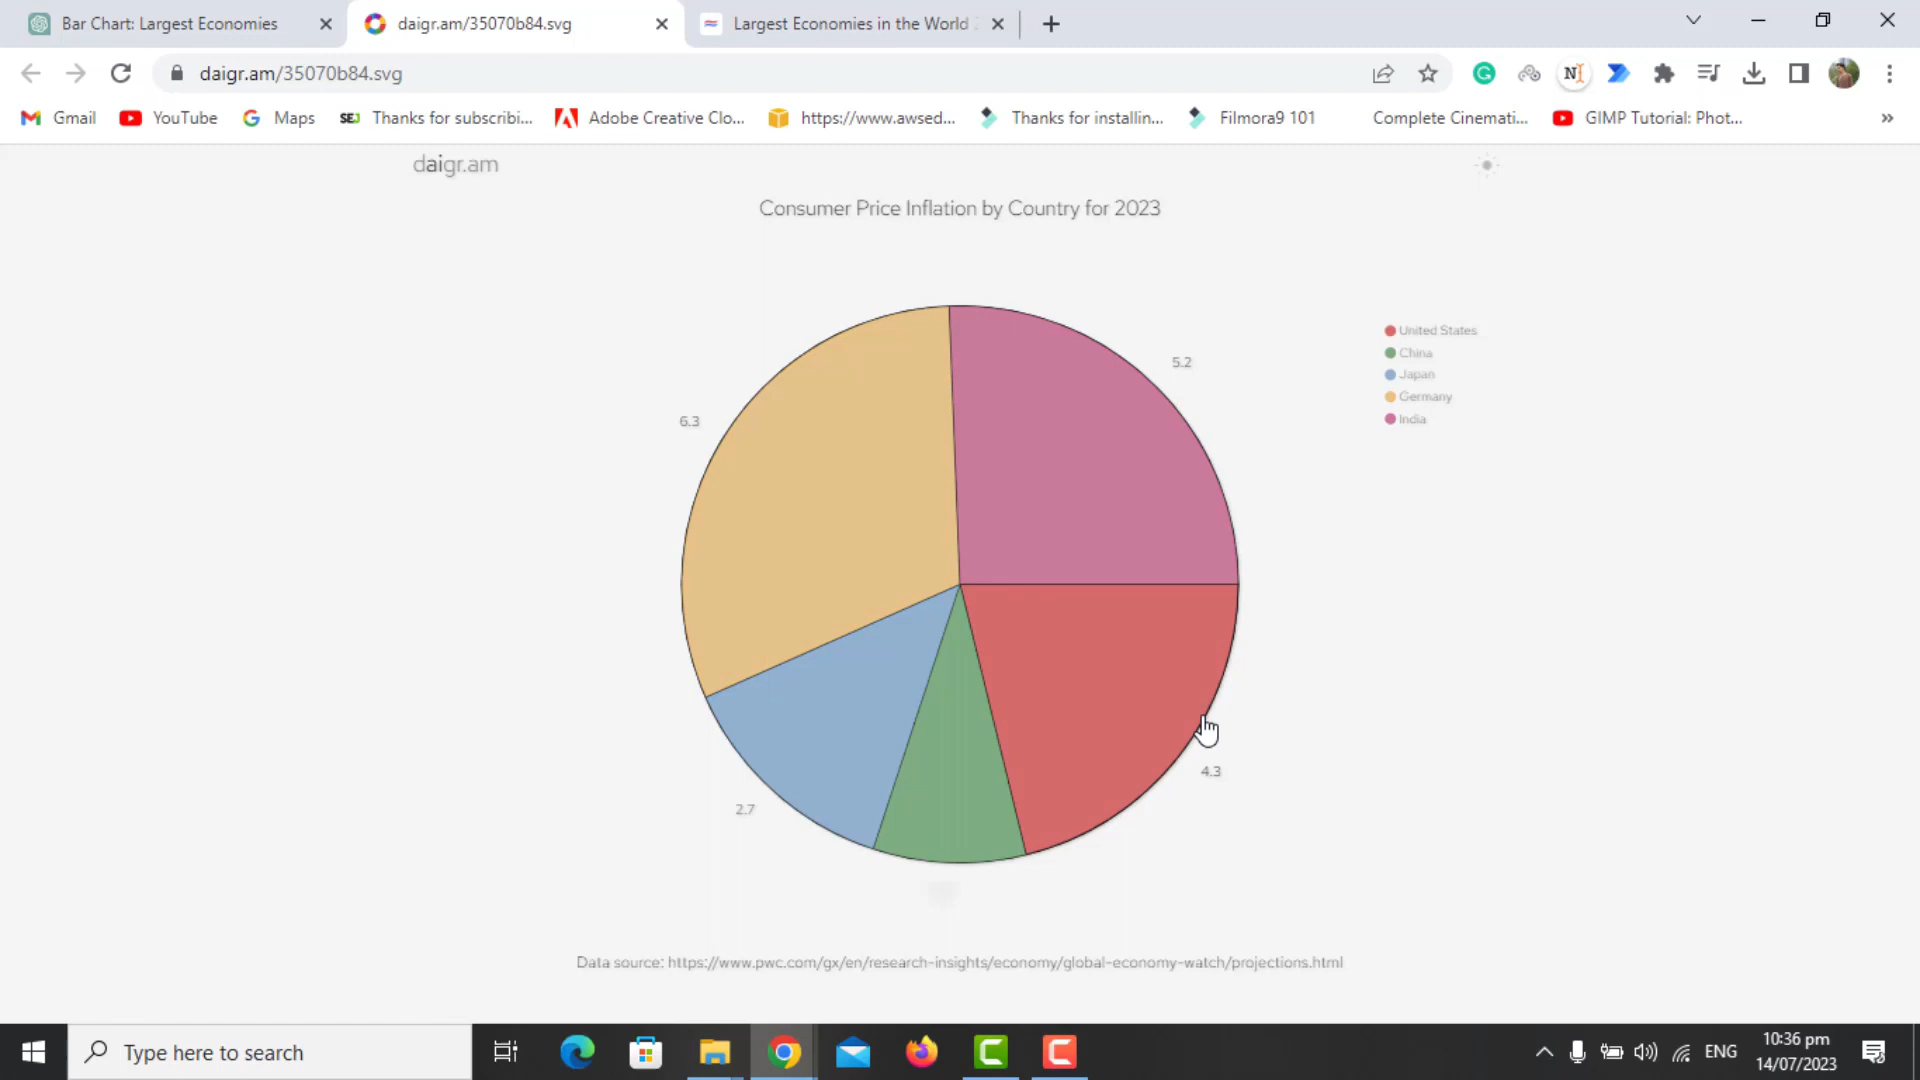 Bar Chart: Largest Economies
daigr.am/35070b84.svg
Largest Economies in the World
daigr.am/35070b84.svg
Gmail
YouTube
Maps
SEJ Thanks for subscribi...
Adobe Creative Clo...
https://www.awsed...
Thanks for installin...
Filmora9 101
Complete Cinemati...
GIMP Tutorial: Phot...
»
daigr.am
Consumer Price Inflation by Country for 2023
United States
China
Japan
Germany
India
5.2
6.3
4.3
2.7
Data source: https://www.pwc.com/gx/en/research-insights/economy/global-economy-watch/projections.html
Type here to search
ENG
10:36 pm
14/07/2023